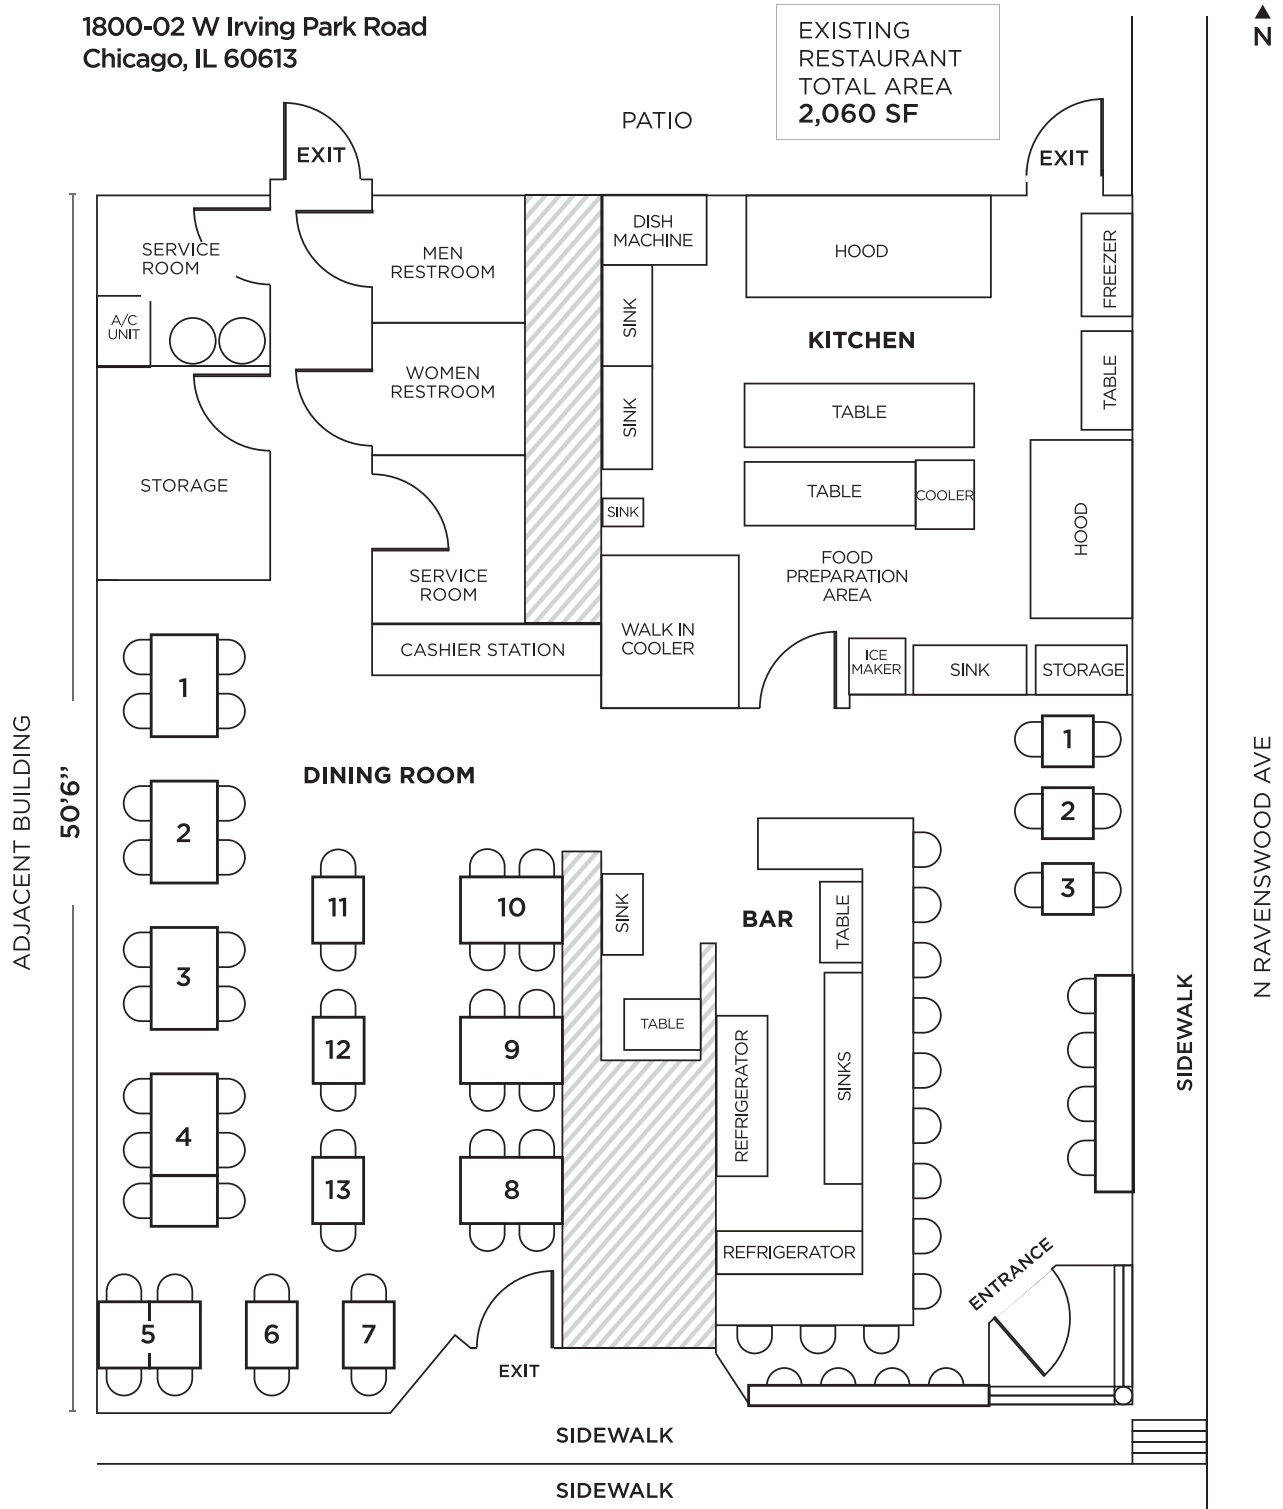 1800-02 W Irving Park Road
Chicago, IL 60613
EXISTING
RESTAURANT
TOTAL AREA
2,060 SF
N
PATIO
EXIT
EXIT
SERVICE
ROOM
MEN
RESTROOM
DISH
MACHINE
HOOD
FREEZER
A/C
UNIT
SINK
KITCHEN
WOMEN
RESTROOM
TABLE
SINK
TABLE
STORAGE
TABLE
COOLER
SINK
HOOD
FOOD
PREPARATION
AREA
SERVICE
ROOM
CASHIER STATION
WALK IN
COOLER
ICE
MAKER
SINK
STORAGE
1
1
DINING ROOM
ADJACENT BUILDING
50'6”
N RAVENSWOOD AVE
2
2
3
11
10
SINK
BAR
TABLE
3
SIDEWALK
12
9
TABLE
REFRIGERATOR
SINKS
4
13
8
REFRIGERATOR
ENTRANCE
5
6
7
EXIT
SIDEWALK
SIDEWALK